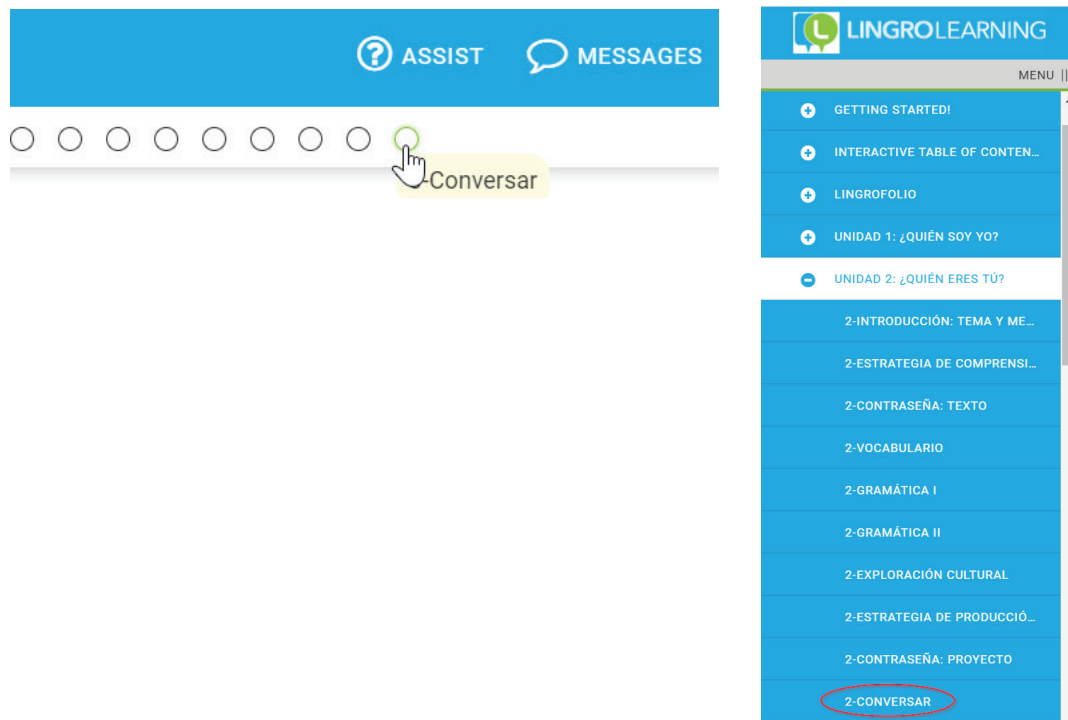 ASSIST
MESSAGES
-Conversar
LINGROLEARNING
MENU
GETTING STARTED!
INTERACTIVE TABLE OF CONTEN...
LINGROFOLIO
UNIDAD 1: ¿QUIÉN SOY YO?
UNIDAD 2: ¿QUIÉN ERES TÚ?
2-INTRODUCCIÓN: TEMA Y ME...
2-ESTRATEGIA DE COMPRENSI...
2-CONTRASEÑA: TEXTO
2-VOCABULARIO
2-GRAMÁTICA I
2-GRAMÁTICA II
2-EXPLORACIÓN CULTURAL
2-ESTRATEGIA DE PRODUCCIÓ...
2-CONTRASEÑA: PROYECTO
2-CONVERSAR